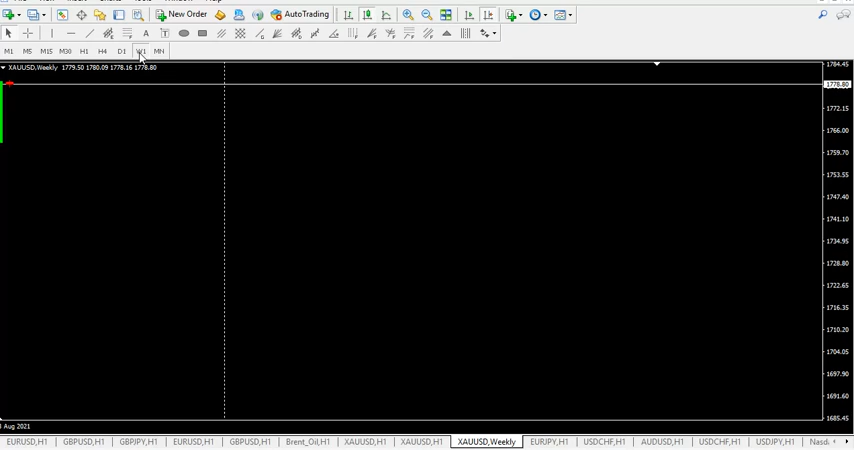 New Order AutoTrading
A T
M1 M5 M15 M30 H1 H4 D1 W1 MN
XAUUSD,Weekly 1779.50 1780.09 1778.16 1778.80
1784.45
1778.80
1772.15
1766.00
1759.70
1753.55
1747.40
1741.10
1734.95
1728.80
1722.65
1716.35
1710.20
1704.05
1697.90
1691.60
1685.45
Aug 2021
EURUSD,H1 GBPUSD,H1 GBPJPY,H1 EURUSD,H1 GBPUSD,H1 Brent_Oil,H1 XAUUSD,H1 XAUUSD,H1 XAUUSD,Weekly EURJPY,H1 USDCHF,H1 AUDUSD,H1 USDCHF,H1 USDJPY,H1